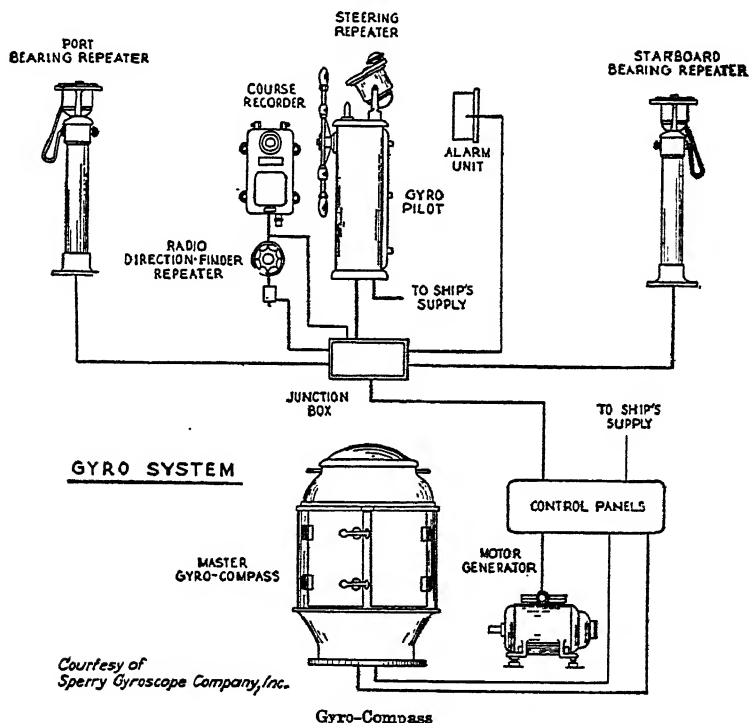 STEERING
REPEATER
PORT
BEARING REPEATER
STARBOARD
BEARING REPEATER
COURSE
RECORDER
ALARM
UNIT
GYRO
PILOT
RADIO
DIRECTION-FINDER
REPEATER
TO SHIP'S
SUPPLY
JUNCTION
BOX
TO SHIP'S
SUPPLY
GYRO SYSTEM
CONTROL PANELS
MASTER
GYRO-COMPASS
MOTOR
GENERATOR
Courtesy of
Sperry Gyroscope Company, Inc.
Gyro-Compass